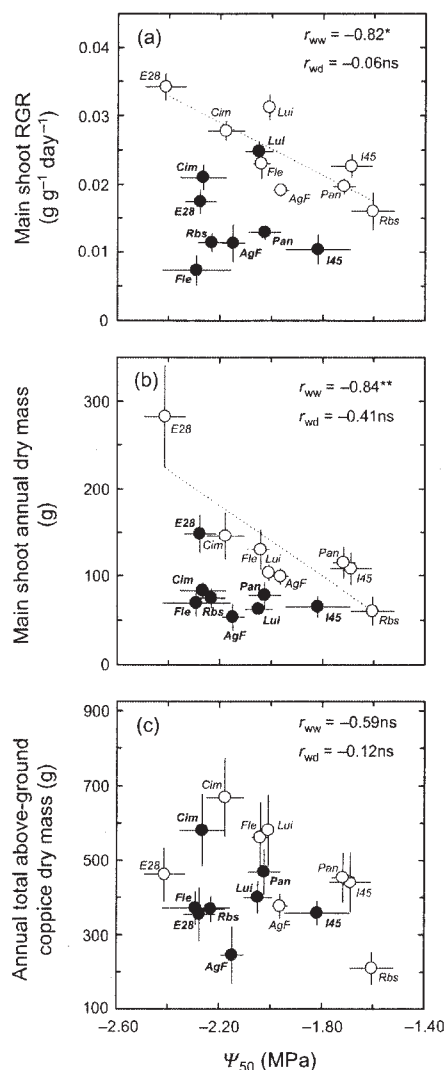 (a)
r_ww = −0.82*
r_wd = −0.06ns
Main shoot RGR
(g g⁻¹ day⁻¹)
0.04
0.03
0.02
0.01
0
E28
Cim
Lui
Lui
Fle
Cim
I45
AgF
Pan
E28
Rbs
Rbs
AgF
Pan
I45
Fle
(b)
r_ww = −0.84**
r_wd = −0.41ns
Main shoot annual dry mass
(g)
300
250
150
100
50
0
E28
E28
Cim
Fle
Lui
Pan
I45
Cim
Pan
AgF
Fle
Rbs
AgF
Lui
I45
Rbs
(c)
r_ww = −0.59ns
r_wd = −0.12ns
Annual total above-ground
coppice dry mass (g)
900
700
500
300
100
Cim
Cim
Fle
Lui
E28
Pan
Pan
I45
Fle
Lui
E28
Rbs
AgF
I45
AgF
Rbs
−2.60
−2.20
−1.80
−1.40
Ψ₅₀ (MPa)